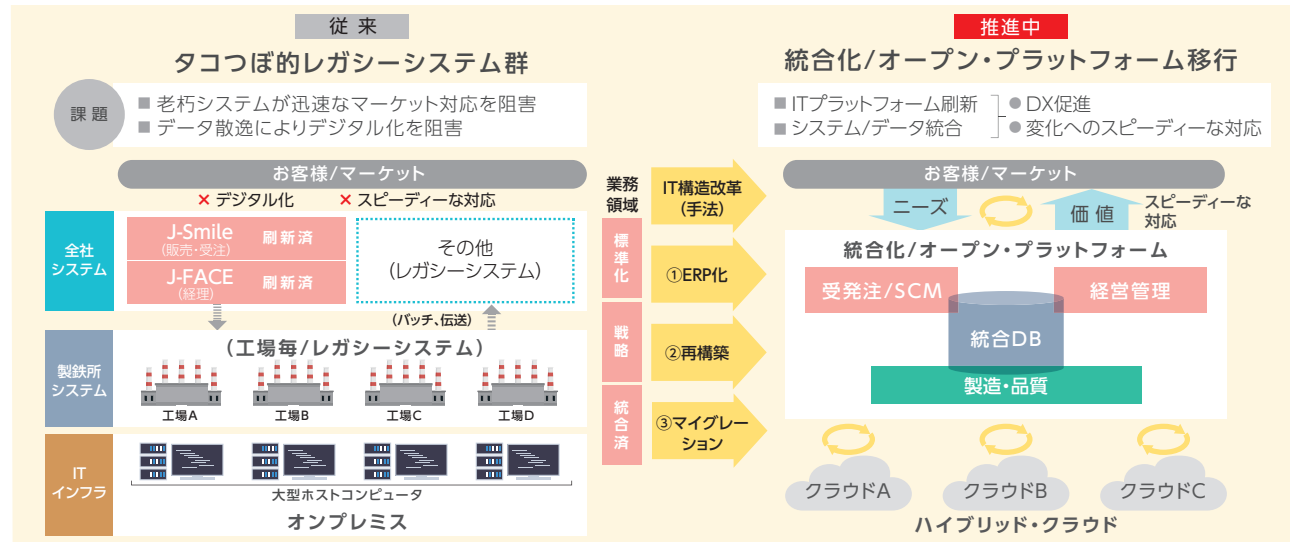 従来
タコつぼ的レガシーシステム群
課題
■ 老朽システムが迅速なマーケット対応を阻害
■ データ散逸によりデジタル化を阻害
お客様/マーケット
× デジタル化
× スピーディーな対応
全社
システム
J-Smile
(販売・受注)
刷新済
J-FACE
(経理)
刷新済
その他
(レガシーシステム)
(バッチ、伝送)
製鉄所
システム
(工場毎/レガシーシステム)
工場A
工場B
工場C
工場D
IT
インフラ
大型ホストコンピュータ
オンプレミス
業務
領域
標準化
戦略
統合済
IT構造改革
(手法)
①ERP化
②再構築
③マイグレー
ション
推進中
統合化/オープン・プラットフォーム移行
■ ITプラットフォーム刷新
■ システム/データ統合
● DX促進
● 変化へのスピーディーな対応
お客様/マーケット
ニーズ
価値
スピーディーな
対応
統合化/オープン・プラットフォーム
受発注/SCM
経営管理
統合DB
製造・品質
クラウドA
クラウドB
クラウドC
ハイブリッド・クラウド